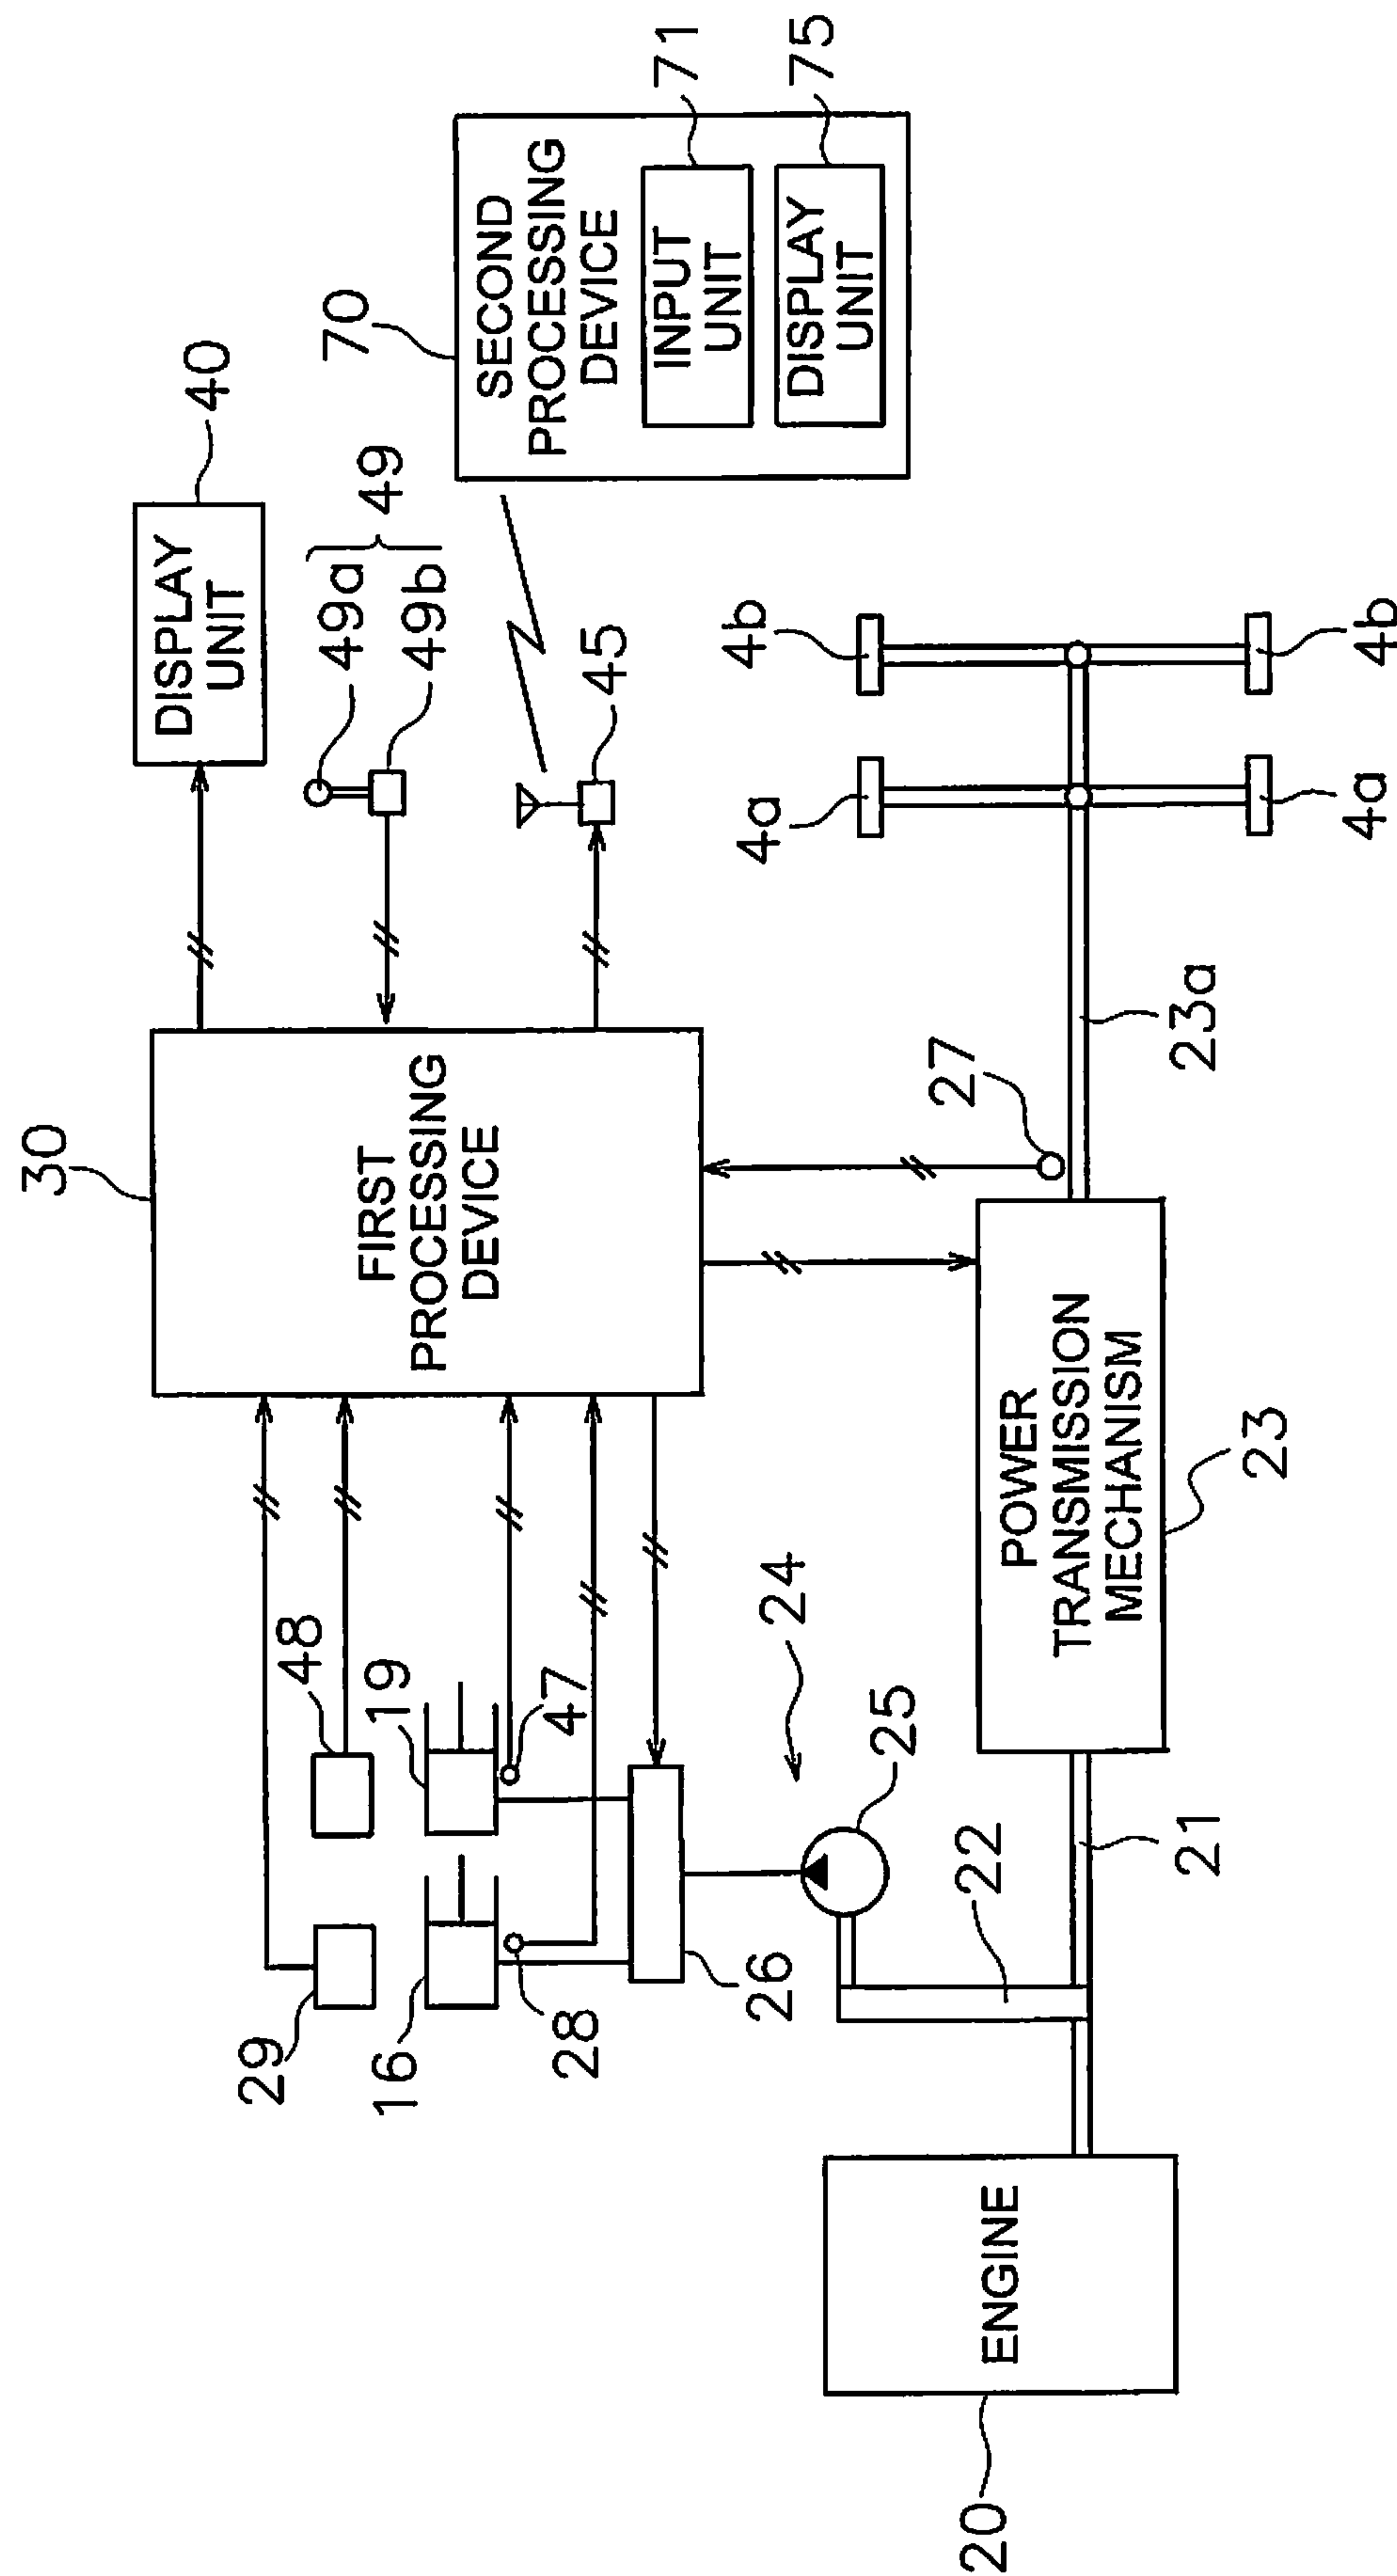 30
FIRST
PROCESSING
DEVICE
40
DISPLAY
UNIT
49a
49b
49
45
70
SECOND
PROCESSING
DEVICE
INPUT
UNIT
71
DISPLAY
UNIT
75
29
48
16
19
28
47
26
24
25
22
21
27
23a
4a
4b
4a
4b
20
ENGINE
POWER
TRANSMISSION
MECHANISM
23